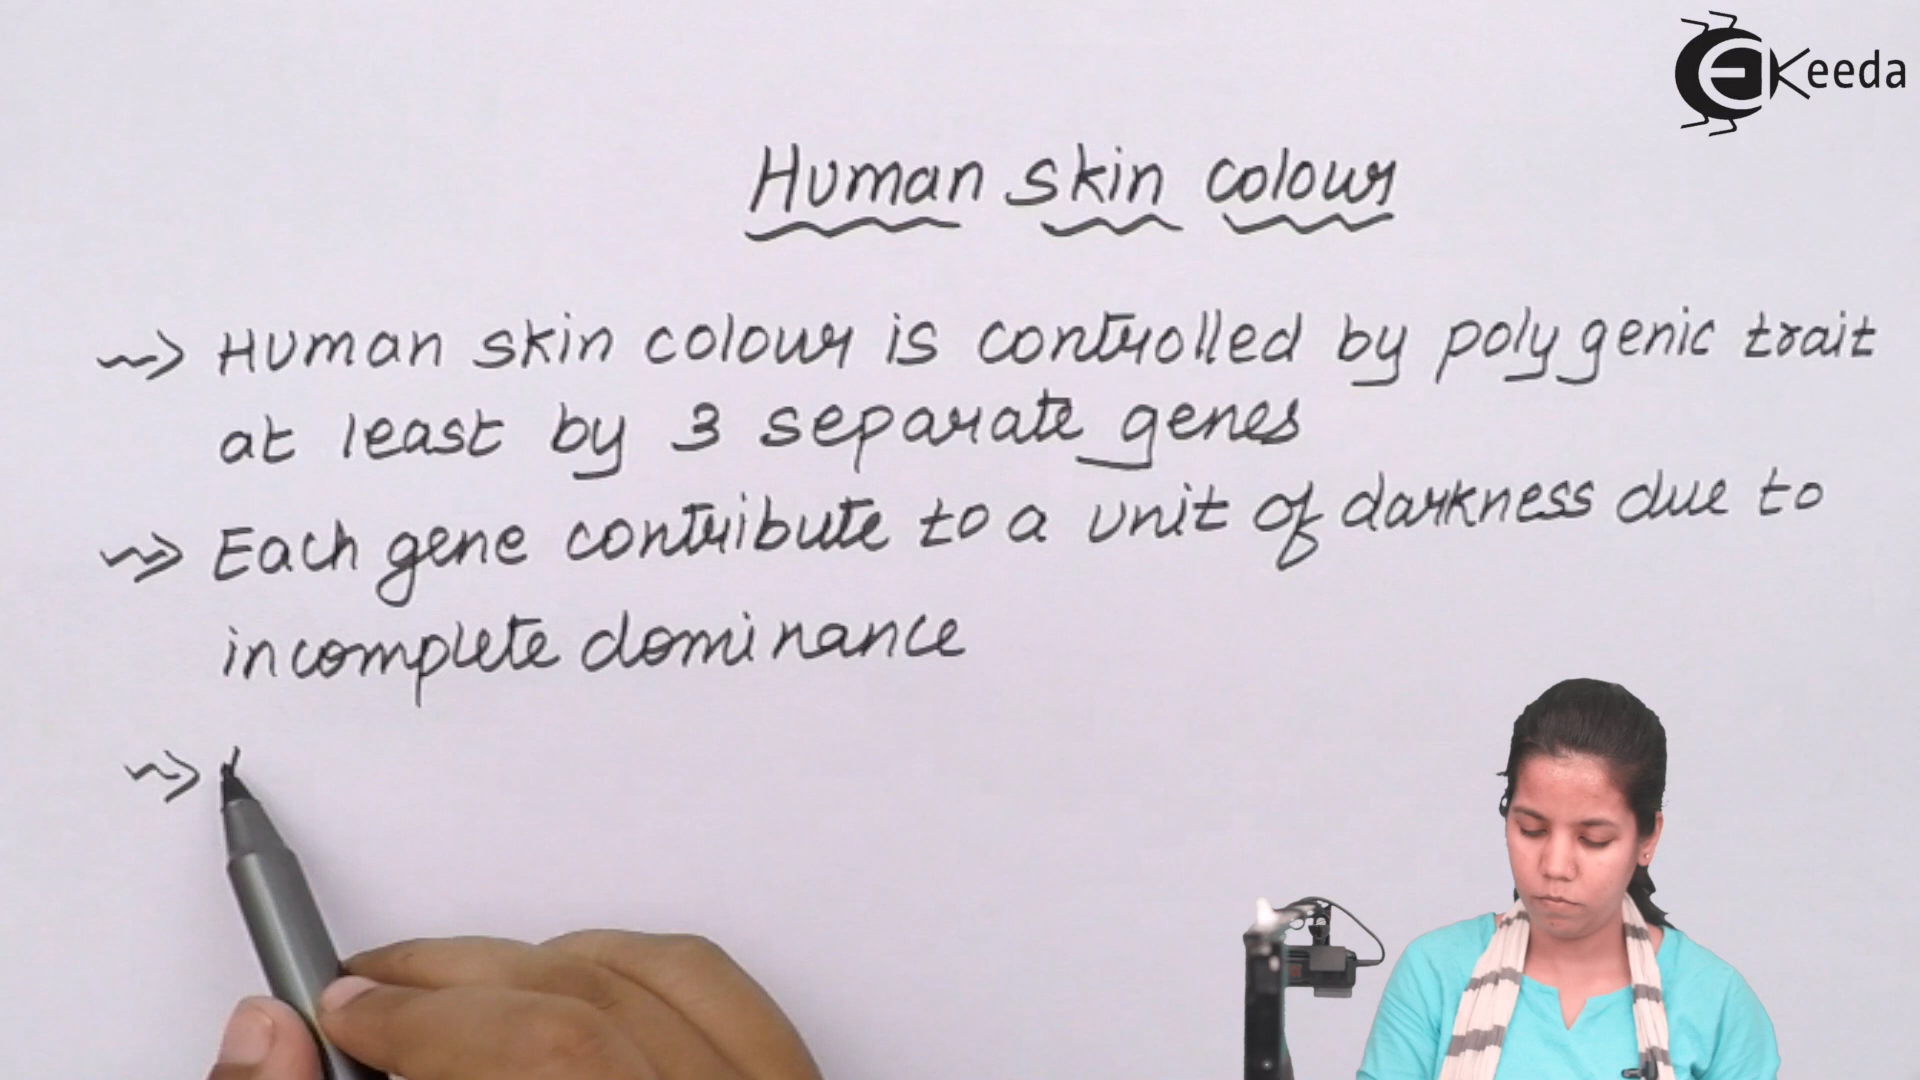 EKeeda
Human skin colour
Human skin colour is controlled by polygenic trait
at least by 3 separate genes
Each gene contribute to a unit of darkness due to
incomplete dominance